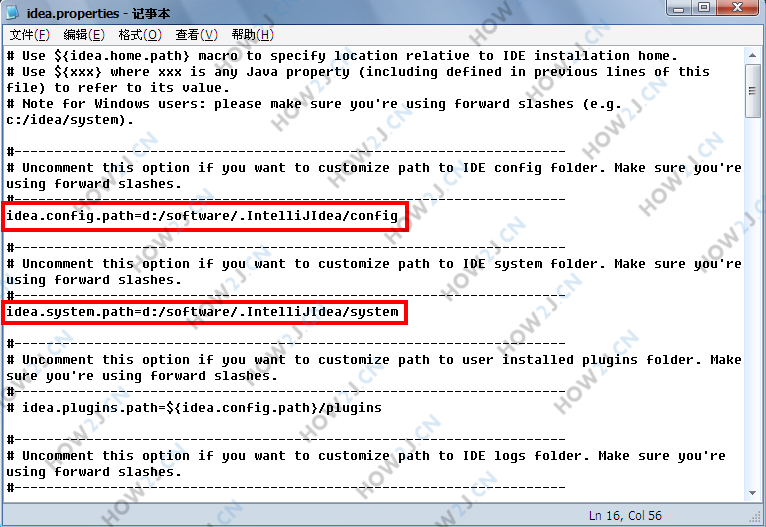 idea.properties - 记事本
文件(F) 编辑(E) 格式(O) 查看(V) 帮助(H)
# Use ${idea.home.path} macro to specify location relative to IDE installation home.
# Use ${xxx} where xxx is any Java property (including defined in previous lines of this
file) to refer to its value.
# Note for Windows users: please make sure you're using forward slashes (e.g.
c:/idea/system).
#---------------------------------------------------------------------
# Uncomment this option if you want to customize path to IDE config folder. Make sure you're
using forward slashes.
#---------------------------------------------------------------------
idea.config.path=d:/software/.IntelliJIdea/config
#---------------------------------------------------------------------
# Uncomment this option if you want to customize path to IDE system folder. Make sure you're
using forward slashes.
#---------------------------------------------------------------------
idea.system.path=d:/software/.IntelliJIdea/system
#---------------------------------------------------------------------
# Uncomment this option if you want to customize path to user installed plugins folder. Make
sure you're using forward slashes.
#---------------------------------------------------------------------
# idea.plugins.path=${idea.config.path}/plugins
#---------------------------------------------------------------------
# Uncomment this option if you want to customize path to IDE logs folder. Make sure you're
using forward slashes.
#---------------------------------------------------------------------
Ln 16, Col 56
HOW2J.CN